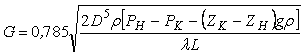 G = 0,785√(2D⁵ρ[P_H − P_K − (Z_K − Z_H)gρ] / λL)